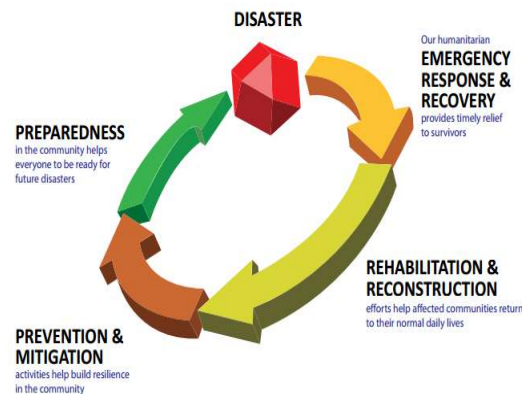 DISASTER
Our humanitarian
EMERGENCY
RESPONSE &
RECOVERY
provides timely relief
to survivors
PREPAREDNESS
in the community helps
everyone to be ready for
future disasters
REHABILITATION &
RECONSTRUCTION
efforts help affected communities return
to their normal daily lives
PREVENTION &
MITIGATION
activities help build resilience
in the community